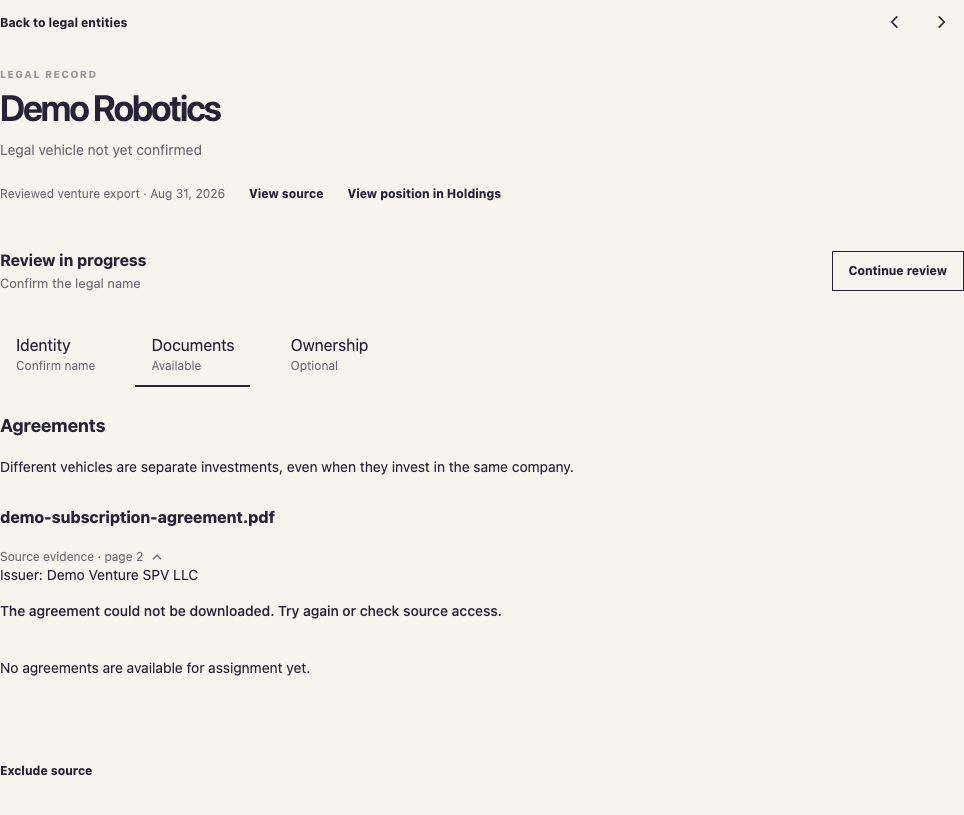 Back to legal entities
LEGAL RECORD
Demo Robotics
Legal vehicle not yet confirmed
Reviewed venture export · Aug 31, 2026 View source View position in Holdings
Review in progress
Confirm the legal name
Continue review
Identity Documents Ownership
Confirm name Available Optional
Agreements
Different vehicles are separate investments, even when they invest in the same company.
demo-subscription-agreement.pdf
Source evidence · page 2
Issuer: Demo Venture SPV LLC
The agreement could not be downloaded. Try again or check source access.
No agreements are available for assignment yet.
Exclude source